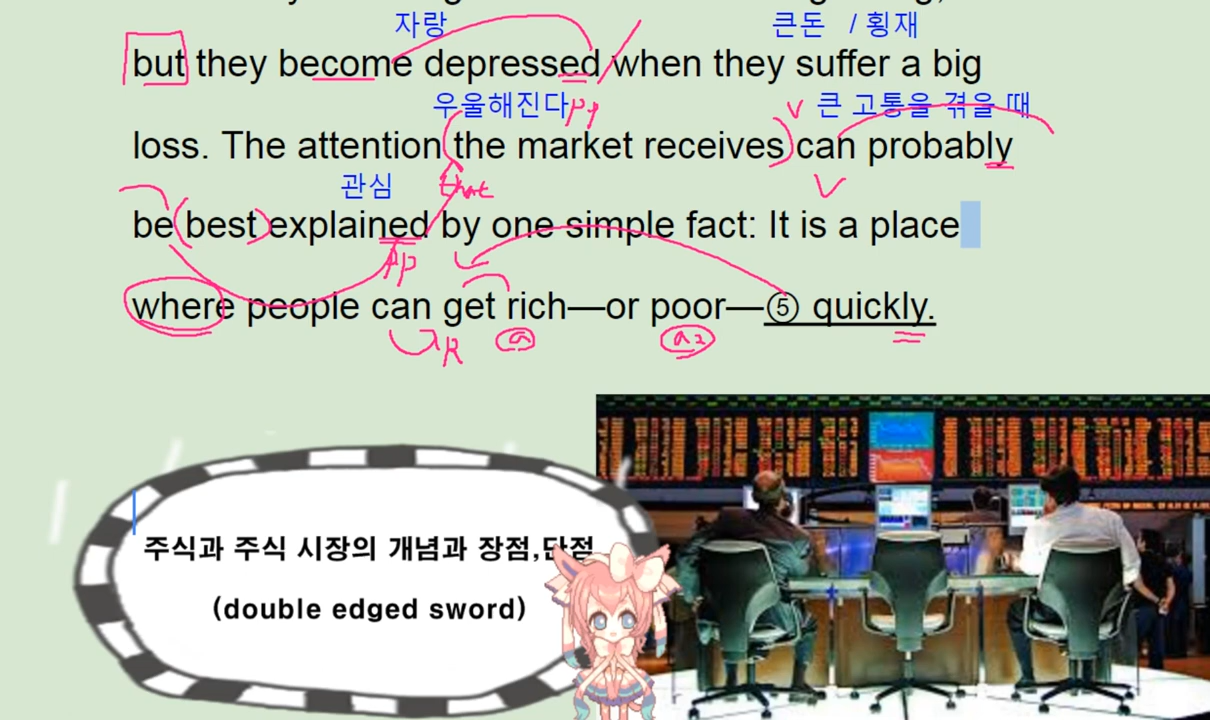 자랑 큰돈 / 횡재
but they become depressed when they suffer a big
우울해진다 pp v 큰 고통을 겪을 때
loss. The attention the market receives) can probably
관심 that v
be (best) explained by one simple fact: It is a place
pp
where people can get rich—or poor—⑤ quickly.
R a a2
주식과 주식 시장의 개념과 장점,단점
(double edged sword)